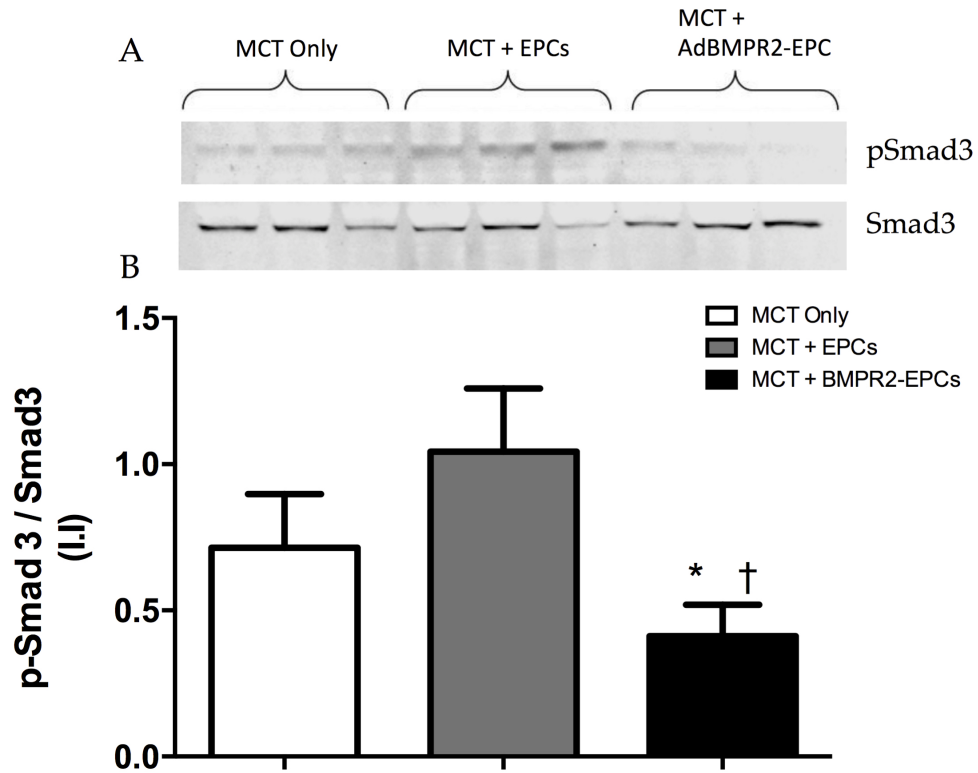 A
MCT Only
MCT + EPCs
MCT +
AdBMPR2-EPC
pSmad3
Smad3
B
1.5
1.0
0.5
0.0
p-Smad 3 / Smad3
(I.I)
MCT Only
MCT + EPCs
MCT + BMPR2-EPCs
* †